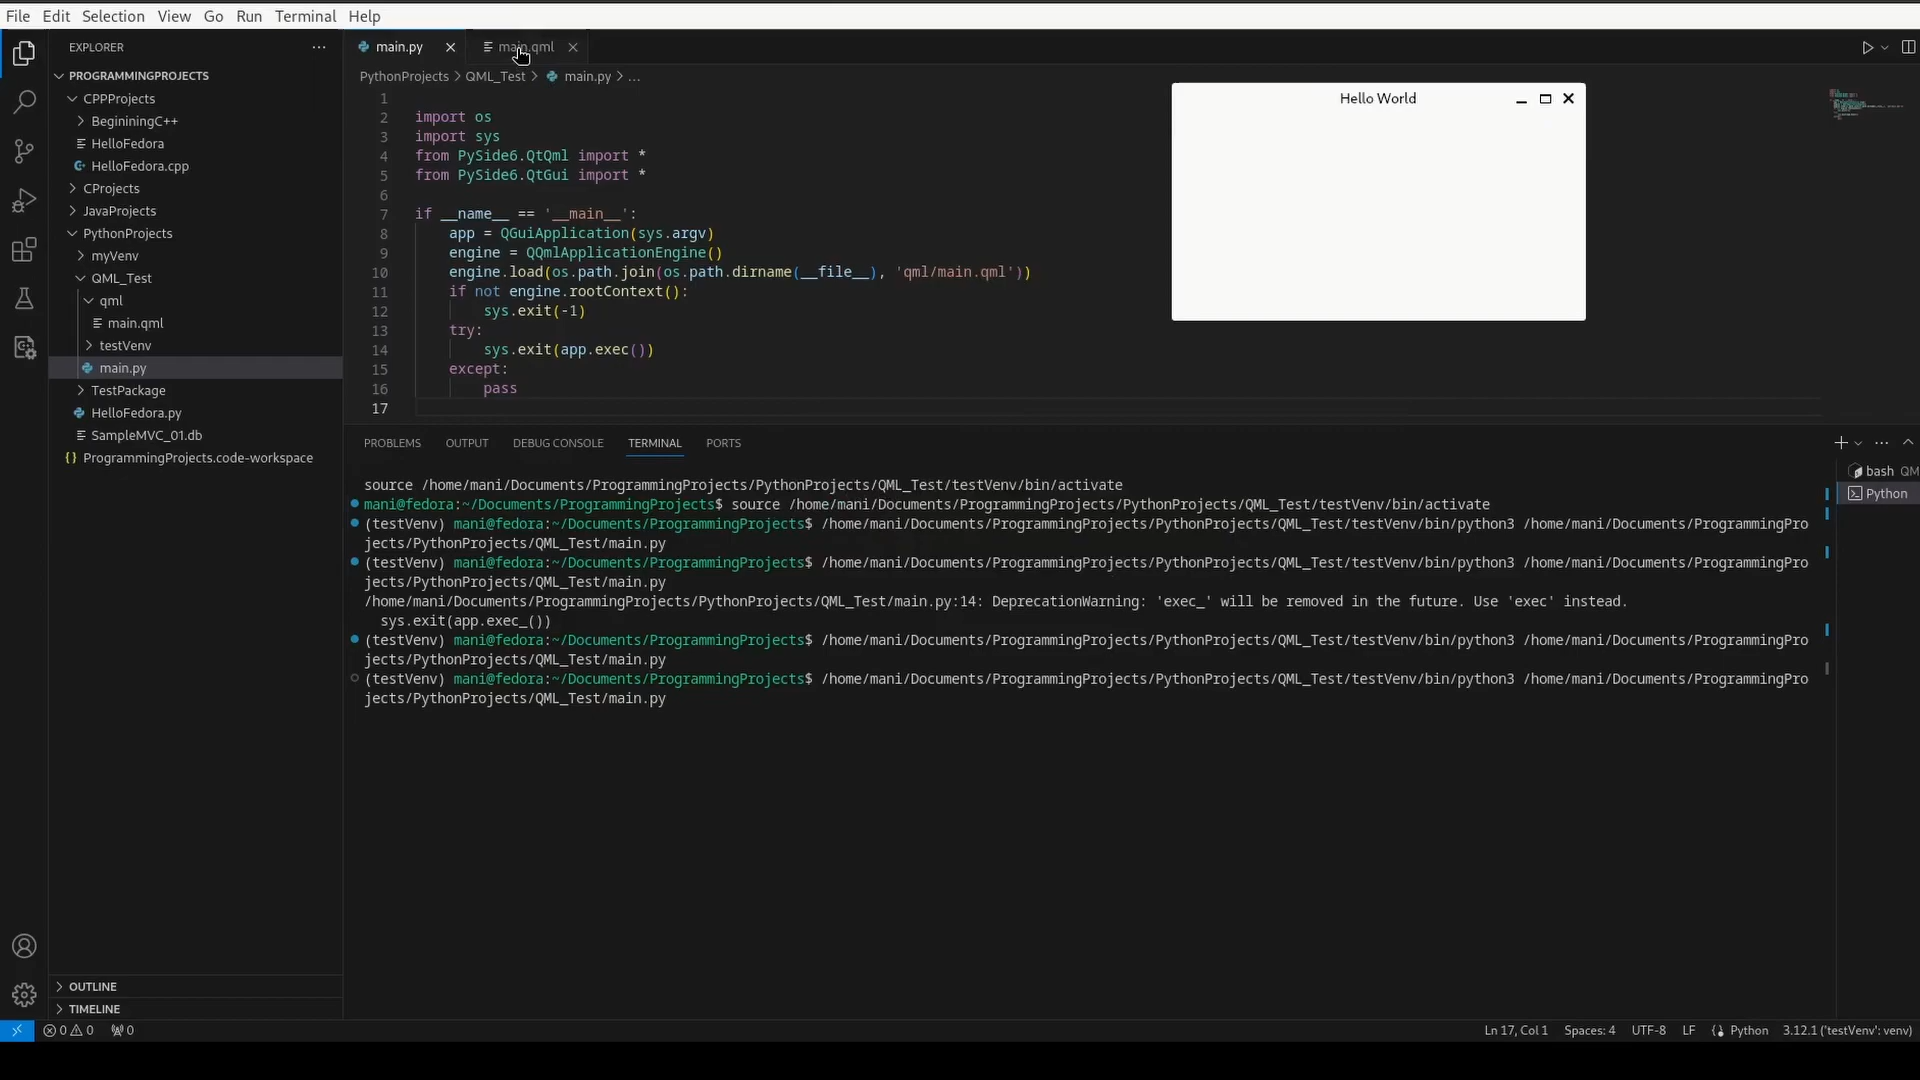 File Edit Selection View Go Run Terminal Help
EXPLORER
PROGRAMMINGPROJECTS
CPPProjects
BeginingC++
HelloFedora
HelloFedora.cpp
CProjects
JavaProjects
PythonProjects
myVenv
QML_Test
qml
main.qml
testVenv
main.py
TestPackage
HelloFedora.py
SampleMVC_01.db
ProgrammingProjects.code-workspace
OUTLINE
TIMELINE
main.py main.qml
PythonProjects > QML_Test > main.py > ...
1
2 import os
3 import sys
4 from PySide6.QtQml import *
5 from PySide6.QtGui import *
6
7 if __name__ == '__main__':
8 app = QGuiApplication(sys.argv)
9 engine = QQmlApplicationEngine()
10 engine.load(os.path.join(os.path.dirname(__file__), 'qml/main.qml'))
11 if not engine.rootContext():
12 sys.exit(-1)
13 try:
14 sys.exit(app.exec())
15 except:
16 pass
17
Hello World
PROBLEMS OUTPUT DEBUG CONSOLE TERMINAL PORTS
source /home/mani/Documents/ProgrammingProjects/PythonProjects/QML_Test/testVenv/bin/activate
mani@fedora:~/Documents/ProgrammingProjects$ source /home/mani/Documents/ProgrammingProjects/PythonProjects/QML_Test/testVenv/bin/activate
(testVenv) mani@fedora:~/Documents/ProgrammingProjects$ /home/mani/Documents/ProgrammingProjects/PythonProjects/QML_Test/testVenv/bin/python3 /home/mani/Documents/ProgrammingPro
jects/PythonProjects/QML_Test/main.py
(testVenv) mani@fedora:~/Documents/ProgrammingProjects$ /home/mani/Documents/ProgrammingProjects/PythonProjects/QML_Test/testVenv/bin/python3 /home/mani/Documents/ProgrammingPro
jects/PythonProjects/QML_Test/main.py
/home/mani/Documents/ProgrammingProjects/PythonProjects/QML_Test/main.py:14: DeprecationWarning: 'exec_' will be removed in the future. Use 'exec' instead.
sys.exit(app.exec_())
(testVenv) mani@fedora:~/Documents/ProgrammingProjects$ /home/mani/Documents/ProgrammingProjects/PythonProjects/QML_Test/testVenv/bin/python3 /home/mani/Documents/ProgrammingPro
jects/PythonProjects/QML_Test/main.py
(testVenv) mani@fedora:~/Documents/ProgrammingProjects$ /home/mani/Documents/ProgrammingProjects/PythonProjects/QML_Test/testVenv/bin/python3 /home/mani/Documents/ProgrammingPro
jects/PythonProjects/QML_Test/main.py
bash QM
Python
0 0 0
Ln 17, Col 1 Spaces: 4 UTF-8 LF Python 3.12.1 ('testVenv': venv)